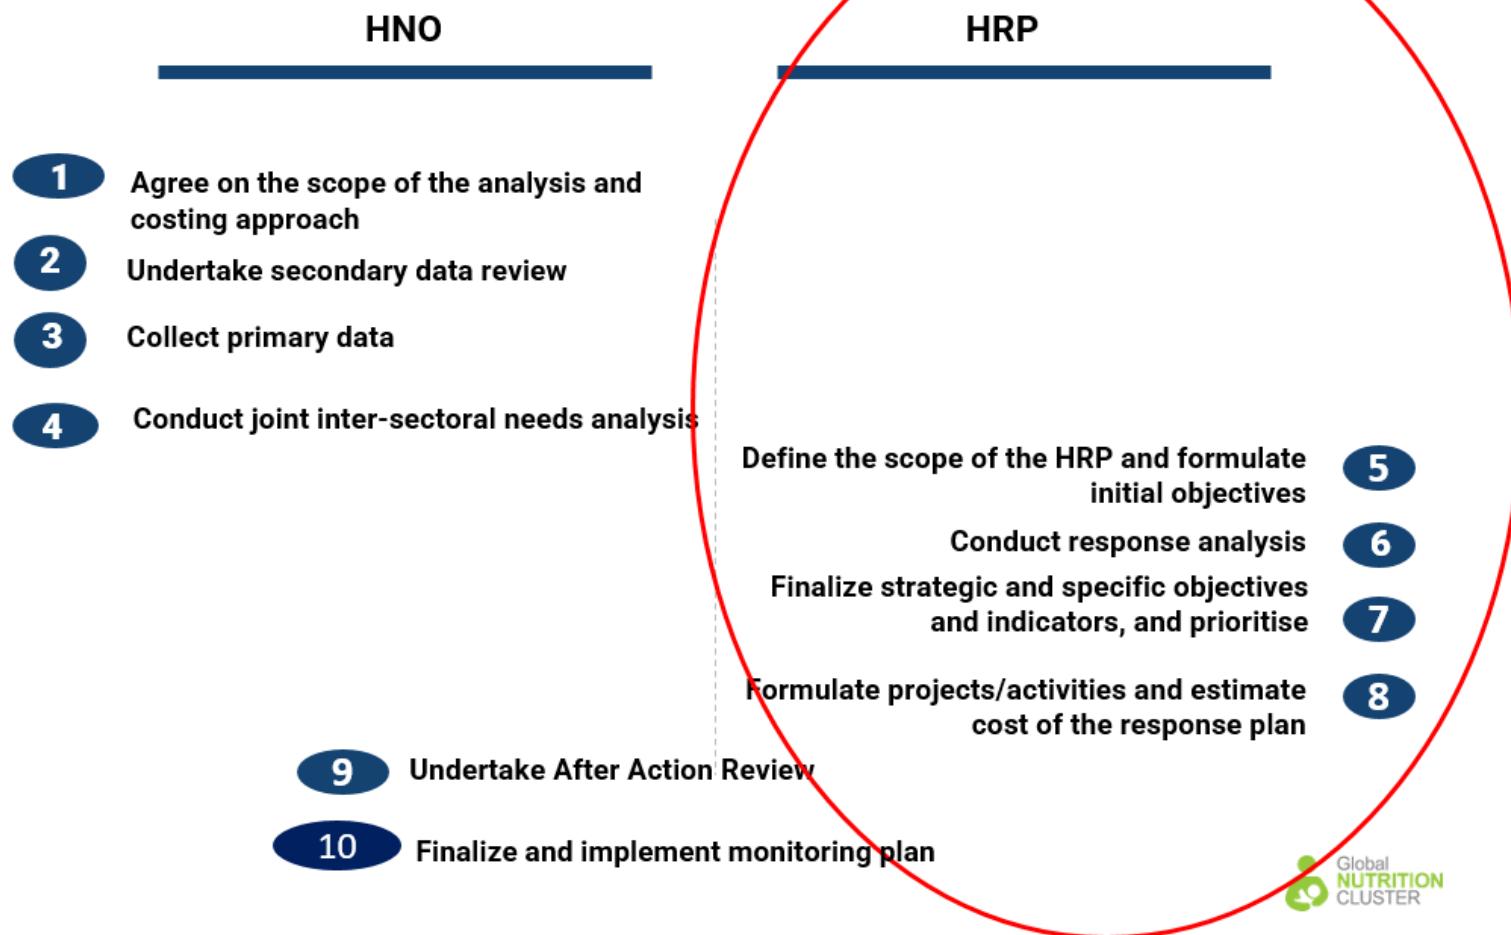 HNO
HRP
1
Agree on the scope of the analysis and
costing approach
2
Undertake secondary data review
3
Collect primary data
4
Conduct joint inter-sectoral needs analysis
Define the scope of the HRP and formulate
initial objectives
5
Conduct response analysis
6
Finalize strategic and specific objectives
and indicators, and prioritise
7
Formulate projects/activities and estimate
cost of the response plan
8
9
Undertake After Action Review
10
Finalize and implement monitoring plan
Global
NUTRITION
CLUSTER